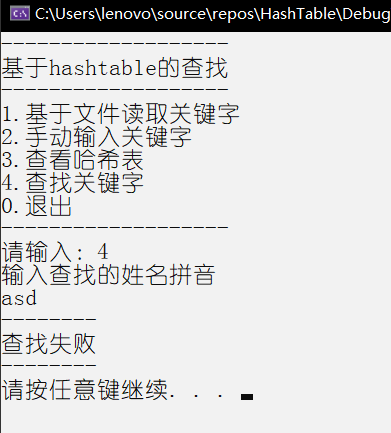 C:\Users\lenovo\source\repos\HashTable\Debug
-------------------
基于hashtable的查找
-------------------
1.基于文件读取关键字
2.手动输入关键字
3.查看哈希表
4.查找关键字
0.退出
-------------------
请输入: 4
输入查找的姓名拼音
asd
--------
查找失败
--------
请按任意键继续. . .